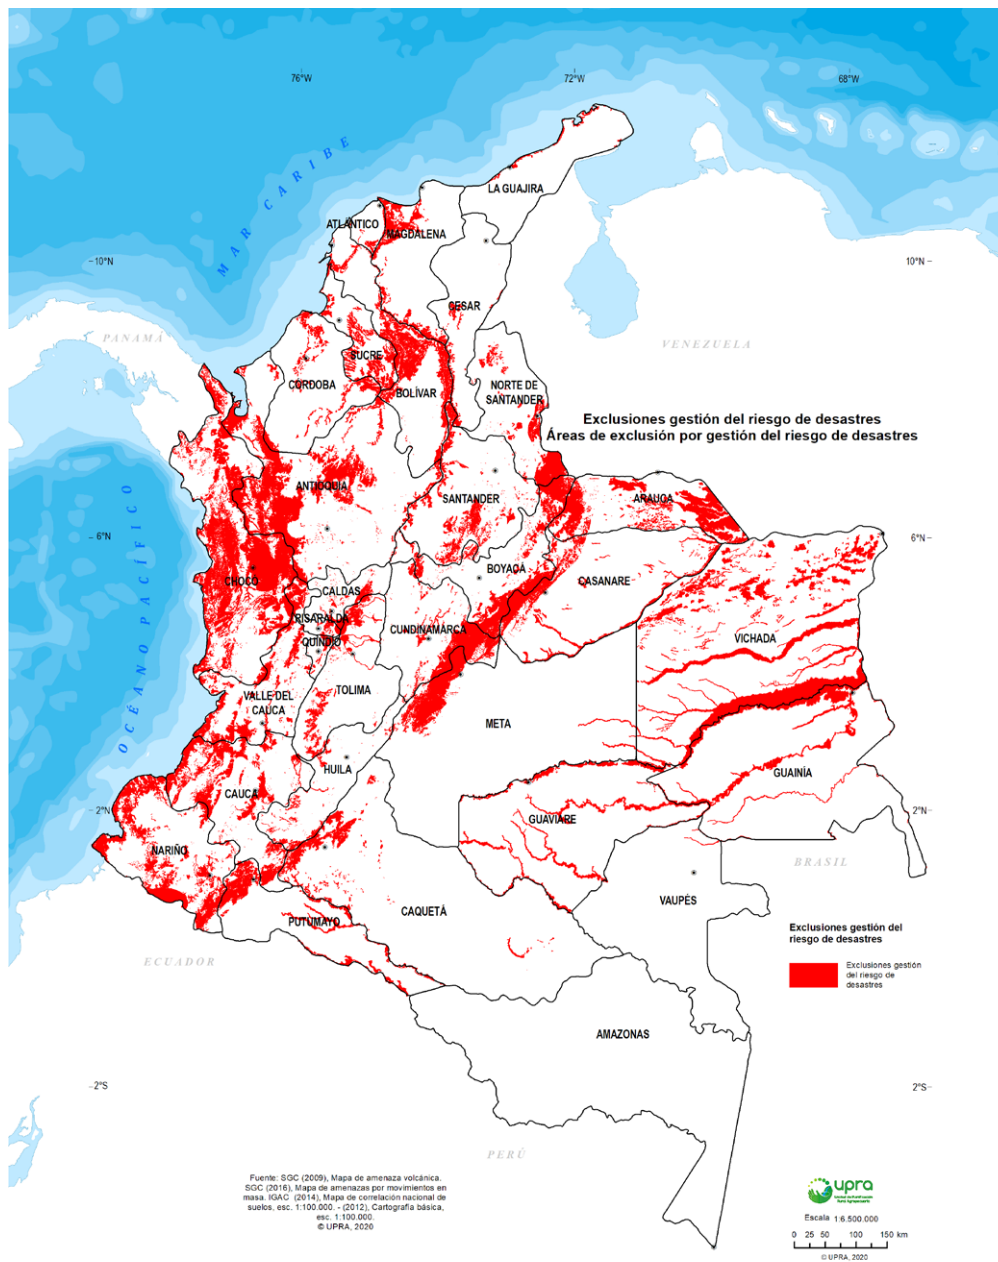 76°W
72°W
68°W
MAR CARIBE
LA GUAJIRA
ATLÁNTICO
MAGDALENA
10°N
10°N
CESAR
PANAMÁ
VENEZUELA
SUCRE
CÓRDOBA
BOLÍVAR
NORTE DE
SANTANDER
Exclusiones gestión del riesgo de desastres
Áreas de exclusión por gestión del riesgo de desastres
ANTIOQUIA
SANTANDER
ARAUCA
OCÉANO PACÍFICO
6°N
6°N
CHOCÓ
BOYACÁ
CASANARE
CALDAS
RISARALDA
CUNDINAMARCA
VICHADA
QUINDÍO
TOLIMA
VALLE DEL
CAUCA
META
HUILA
GUAINÍA
CAUCA
2°N
2°N
GUAVIARE
NARIÑO
BRASIL
VAUPÉS
CAQUETÁ
PUTUMAYO
Exclusiones gestión del
riesgo de desastres
ECUADOR
Exclusiones gestión
del riesgo de
desastres
AMAZONAS
2°S
2°S
PERÚ
Fuente: SGC (2009), Mapa de amenaza volcánica.
SGC (2016), Mapa de amenazas por movimientos en
masa. IGAC (2014), Mapa de correlación nacional de
suelos, esc. 1:100.000. - (2012), Cartografía básica,
esc. 1:100.000.
© UPRA, 2020
upra
Escala 1:6.500.000
0 25 50 100 150 km
© UPRA, 2020